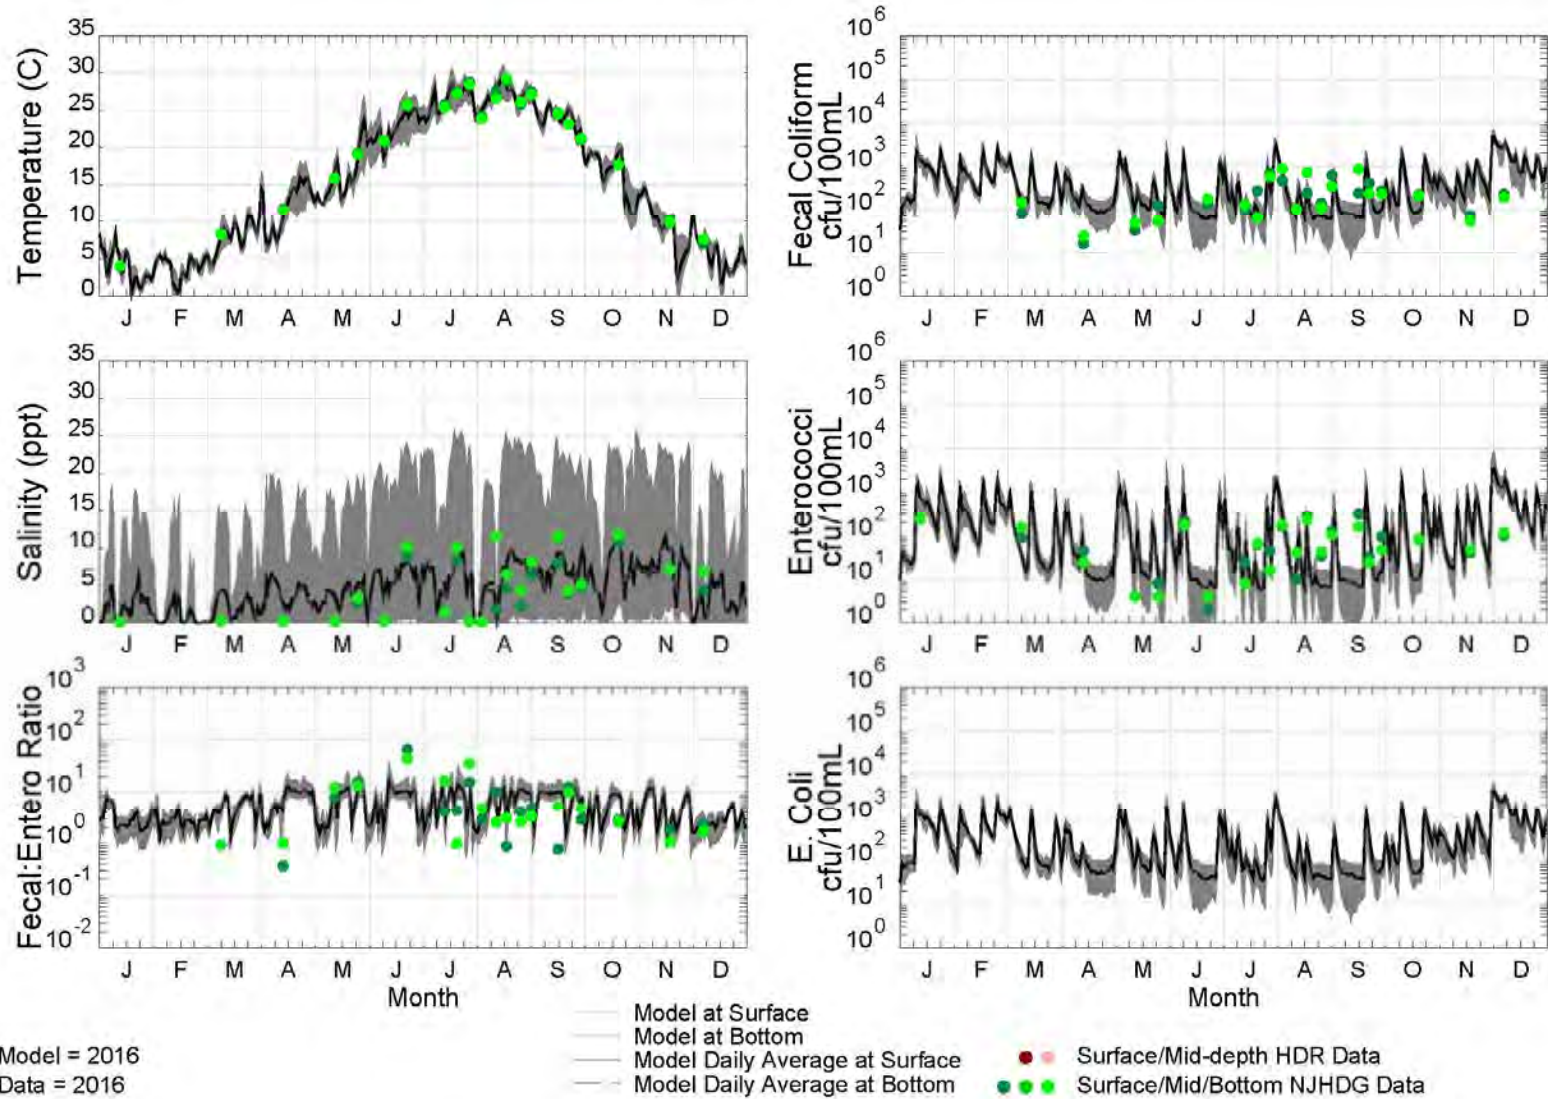 Temperature (C)
35
30
25
20
15
10
5
0
J F M A M J J A S O N D
Fecal Coliform
cfu/100mL
10^6
10^5
10^4
10^3
10^2
10^1
10^0
J F M A M J J A S O N D
Salinity (ppt)
35
30
25
20
15
10
5
0
J F M A M J J A S O N D
Enterococci
cfu/100mL
10^6
10^5
10^4
10^3
10^2
10^1
10^0
J F M A M J J A S O N D
Fecal:Entero Ratio
10^3
10^2
10^1
10^0
10^-1
10^-2
J F M A M J J A S O N D
Month
E. Coli
cfu/100mL
10^6
10^5
10^4
10^3
10^2
10^1
10^0
J F M A M J J A S O N D
Month
Model = 2016
Data = 2016
Model at Surface
Model at Bottom
Model Daily Average at Surface
Model Daily Average at Bottom
Surface/Mid-depth HDR Data
Surface/Mid/Bottom NJHDG Data